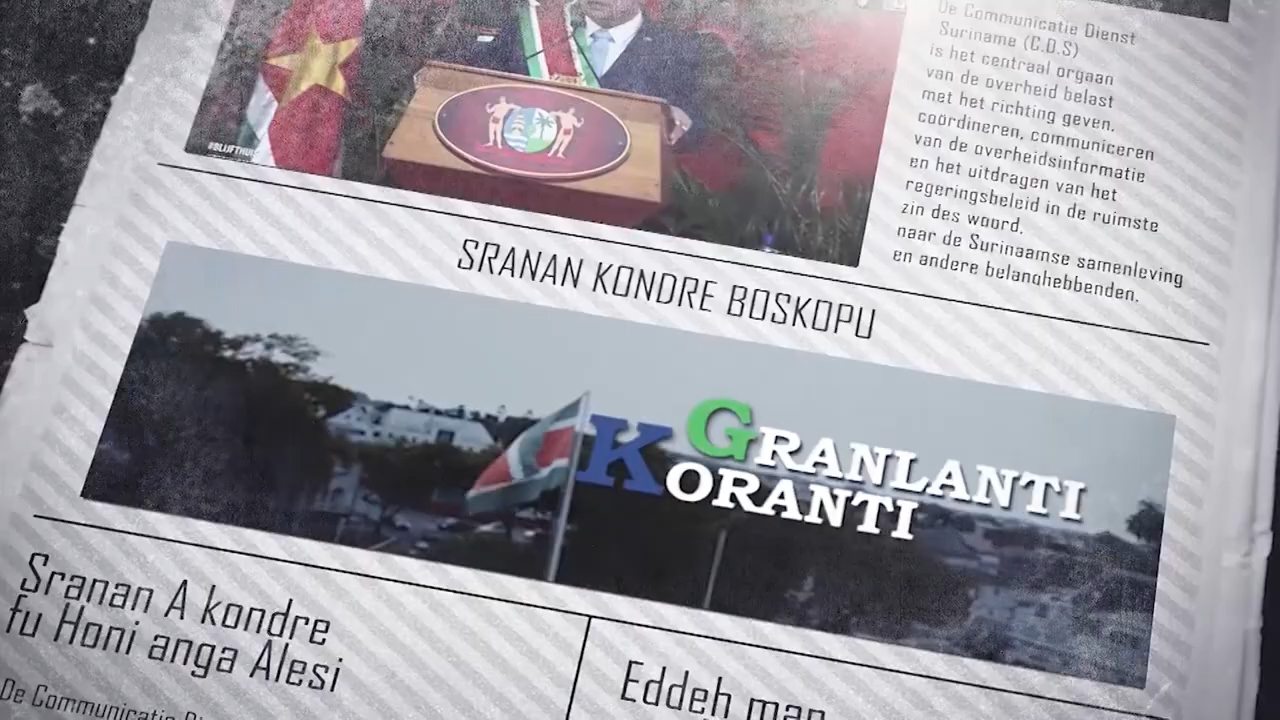 De Communicatie Dienst
Suriname (C.D.S)
is het centraal orgaan
van de overheid belast
met het richting geven,
coördineren, communiceren
van de overheidsinformatie
en het uitdragen van het
regeringsbeleid in de ruimste
zin des woord.
naar de Surinaamse samenleving
en andere belanghebbenden.
SRANAN KONDRE BOSKOPU
GRANLANTI
KORANTI
Sranan A kondre
fu Honi anga Alesi
De Communicatie
Eddeh man